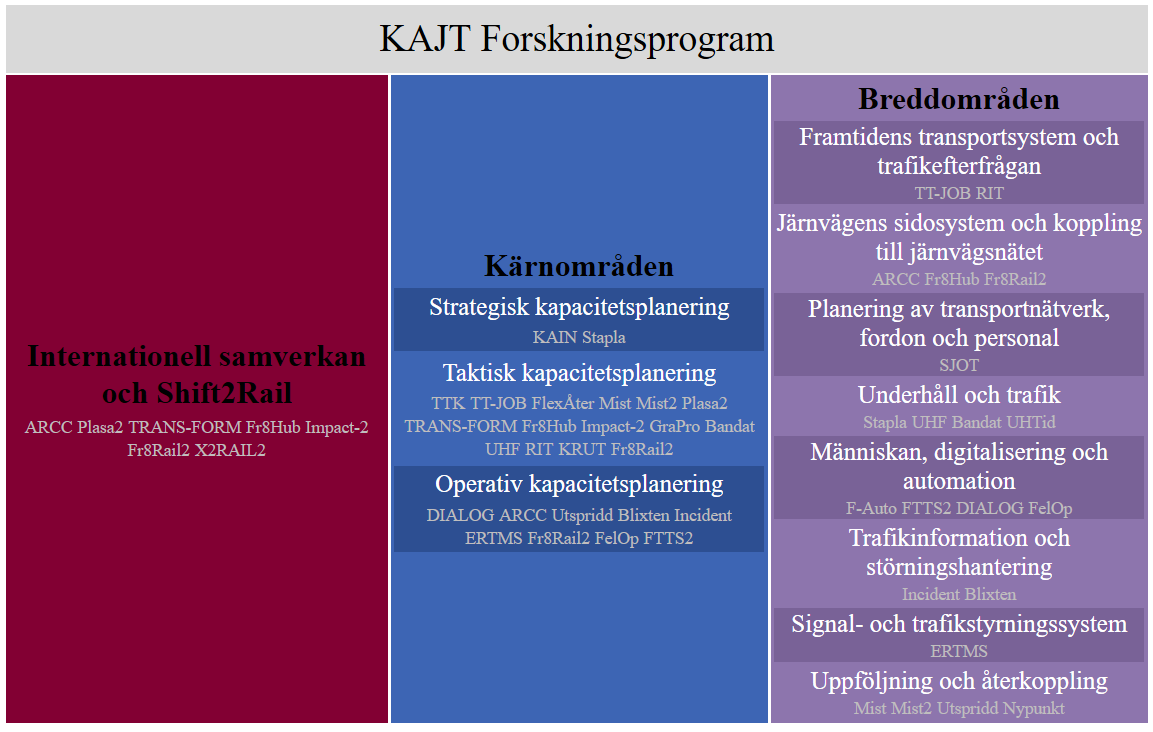 KAJT Forskningsprogram
Internationell samverkan
och Shift2Rail
ARCC Plasa2 TRANS-FORM Fr8Hub Impact-2
Fr8Rail2 X2RAIL2
Kärnområden
Strategisk kapacitetsplanering
KAIN Stapla
Taktisk kapacitetsplanering
TTK TT-JOB FlexÅter Mist Mist2 Plasa2
TRANS-FORM Fr8Hub Impact-2 GraPro Bandat
UHF RIT KRUT Fr8Rail2
Operativ kapacitetsplanering
DIALOG ARCC Utspridd Blixten Incident
ERTMS Fr8Rail2 FelOp FTTS2
Breddområden
Framtidens transportsystem och
trafikefterfrågan
TT-JOB RIT
Järnvägens sidosystem och koppling
till järnvägsnätet
ARCC Fr8Hub Fr8Rail2
Planering av transportnätverk,
fordon och personal
SJOT
Underhåll och trafik
Stapla UHF Bandat UHTid
Människan, digitalisering och
automation
F-Auto FTTS2 DIALOG FelOp
Trafikinformation och
störningshantering
Incident Blixten
Signal- och trafikstyrningssystem
ERTMS
Uppföljning och återkoppling
Mist Mist2 Utspridd Nypunkt